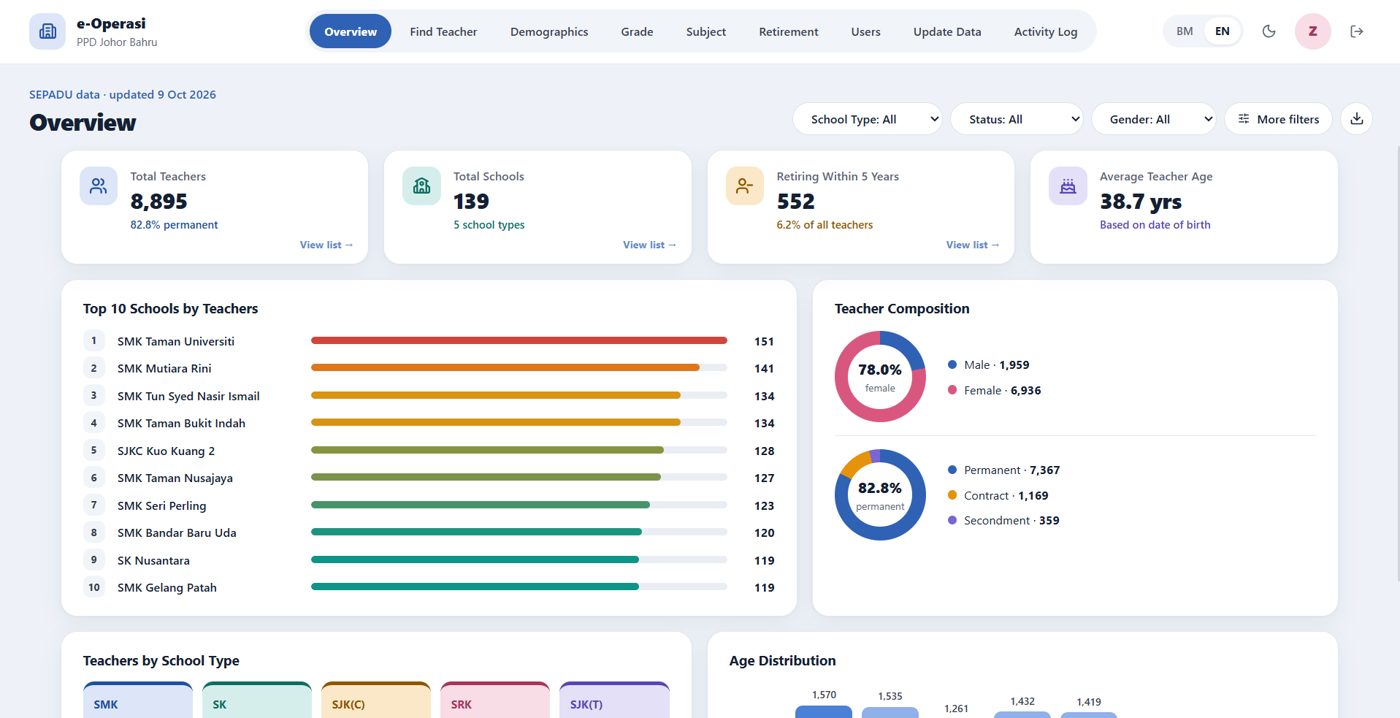 e-Operasi
PPD Johor Bahru
Overview
Find Teacher
Demographics
Grade
Subject
Retirement
Users
Update Data
Activity Log
BM
EN
Z
SEPADU data · updated 9 Oct 2026
Overview
School Type: All
Status: All
Gender: All
More filters
Total Teachers
8,895
82.8% permanent
View list →
Total Schools
139
5 school types
View list →
Retiring Within 5 Years
552
6.2% of all teachers
View list →
Average Teacher Age
38.7 yrs
Based on date of birth
Top 10 Schools by Teachers
1 SMK Taman Universiti 151
2 SMK Mutiara Rini 141
3 SMK Tun Syed Nasir Ismail 134
4 SMK Taman Bukit Indah 134
5 SJKC Kuo Kuang 2 128
6 SMK Taman Nusajaya 127
7 SMK Seri Perling 123
8 SMK Bandar Baru Uda 120
9 SK Nusantara 119
10 SMK Gelang Patah 119
Teacher Composition
78.0%
female
Male · 1,959
Female · 6,936
82.8%
permanent
Permanent · 7,367
Contract · 1,169
Secondment · 359
Teachers by School Type
SMK
SK
SJK(C)
SRK
SJK(T)
Age Distribution
1,570
1,535
1,261
1,432
1,419